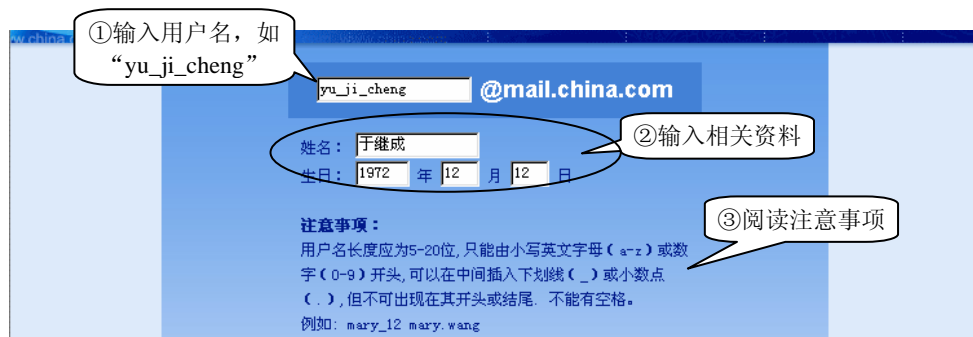 ①输入用户名，如
“yu_ji_cheng”
yu_ji_cheng @mail.china.com
②输入相关资料
姓名： 于继成
生日： 1972 年 12 月 12 日
③阅读注意事项
注意事项：
用户名长度应为5-20位,只能由小写英文字母(a-z)或数
字(0-9)开头,可以在中间插入下划线(_)或小数点
(.),但不可出现在其开头或结尾. 不能有空格。
例如: mary_12 mary.wang